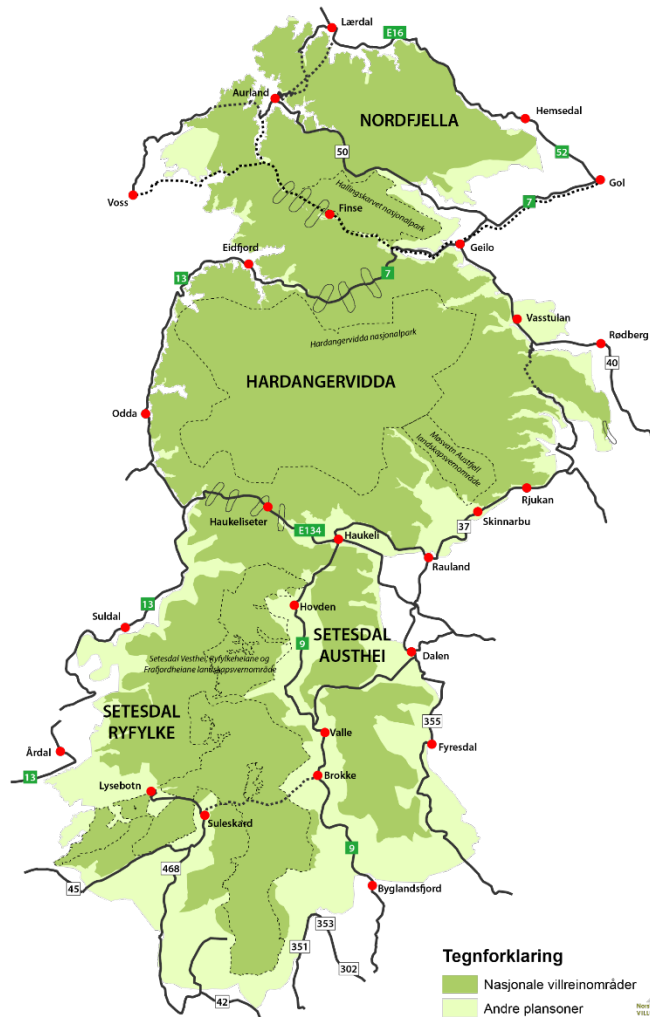 Lærdal
E16
Aurland
NORDFJELLA
Hemsedal
50
52
Gol
Voss
Hallingskarvet nasjonalpark
7
Finse
Geilo
Eidfjord
13
7
Vasstulan
Hardangervidda nasjonalpark
Rødberg
40
HARDANGERVIDDA
Odda
Møsvatn Austfjell
landskapsvernområde
Rjukan
Haukeliseter
Skinnarbu
E134
37
Haukeli
Rauland
13
Hovden
Suldal
SETESDAL
AUSTHEI
9
Dalen
Setesdal Vesthei, Ryfylkeheiane og
Frafjordheiane landskapsvernområde
SETESDAL
RYFYLKE
355
Valle
Årdal
Fyresdal
13
Brokke
Lysebotn
Suleskard
9
468
45
Byglandsfjord
353
351
302
42
Tegnforklaring
Nasjonale villreinområder
Andre plansoner